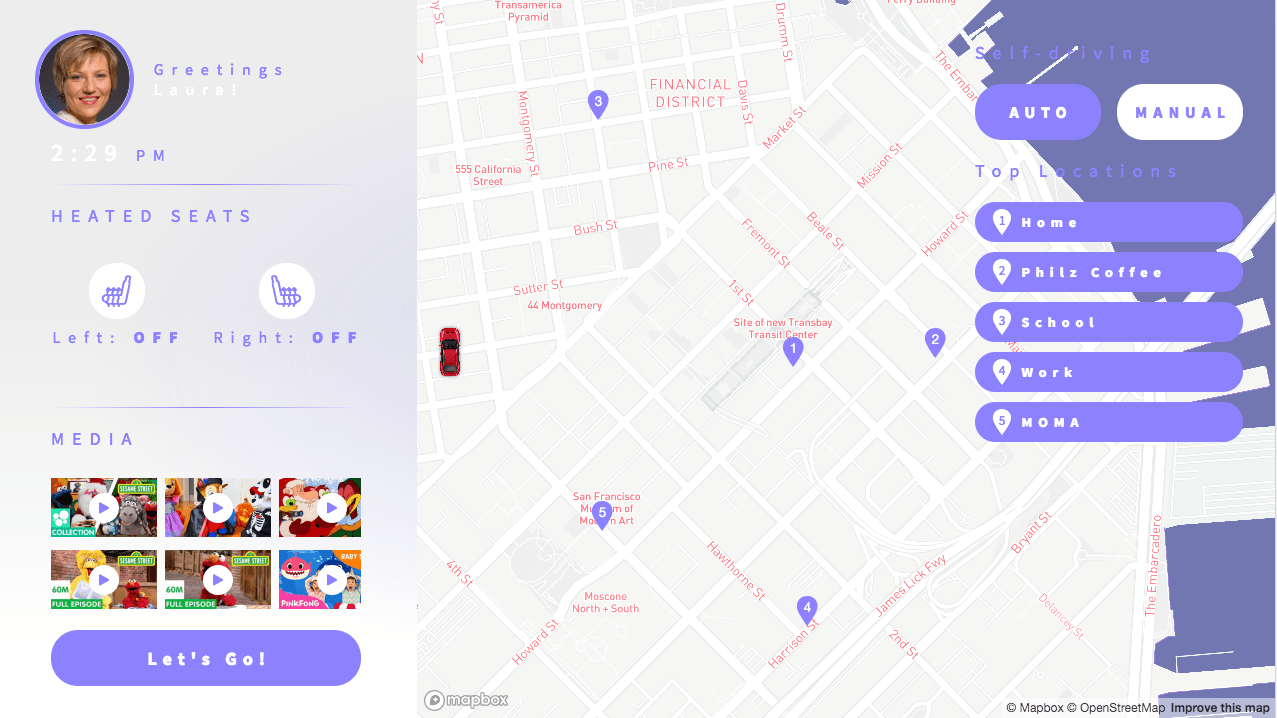 Greetings
Laura!
2:29 PM
HEATED SEATS
Left: OFF
Right: OFF
MEDIA
SESAME STREET
COLLECTION
SESAME STREET
60M
FULL EPISODE
SESAME STREET
60M
FULL EPISODE
BABY
PINKFONG
Let's Go!
Transamerica
Pyramid
Ferry Building
Drumm St
The Embar
FINANCIAL
DISTRICT
Davis St
Montgomery St
3
Market St
Mission St
Pine St
555 California
Street
Bush St
Beale St
Fremont St
Howard St
Sutter St
1st St
44 Montgomery
Site of new Transbay
Transit Center
1
2
San Francisco
Museum of
Modern Art
5
4th St
Hawthorne St
Bryant St
James Lick Fwy
The Embarcadero
Moscone
North + South
4
Delancey St
Howard St
Harrison St
2nd St
mapbox
© Mapbox © OpenStreetMap Improve this map
Self-driving
AUTO
MANUAL
Top Locations
1 Home
2 Philz Coffee
3 School
4 Work
5 MOMA